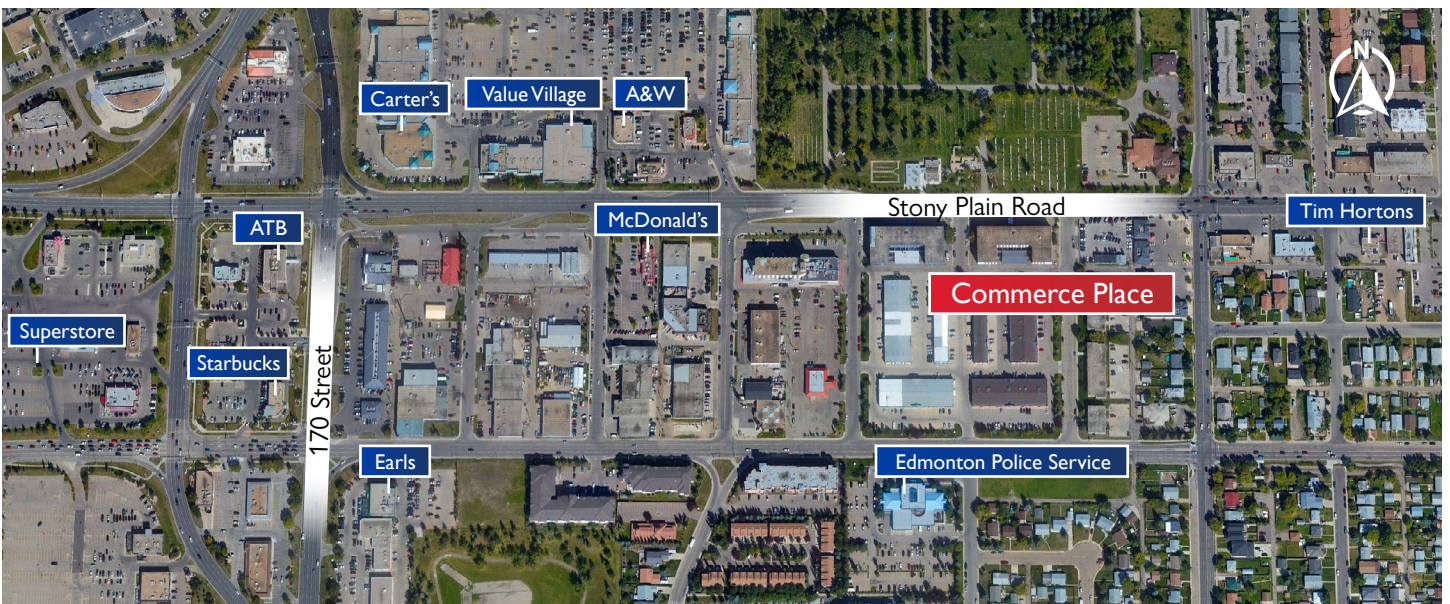 N
Carter's
Value Village
A&W
Stony Plain Road
Tim Hortons
McDonald's
ATB
Commerce Place
Superstore
Starbucks
170 Street
Earls
Edmonton Police Service